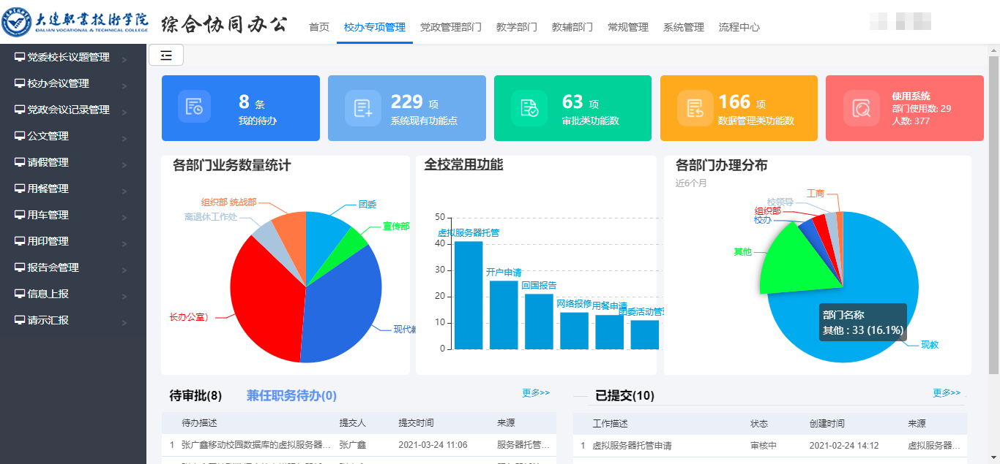 大连职业技术学院
DALIAN VOCATIONAL & TECHNICAL COLLEGE
综合协同办公
首页 校办专项管理 党政管理部门 教学部门 教辅部门 常规管理 系统管理 流程中心
党委校长议题管理
校办会议管理
党政会议记录管理
公文管理
请假管理
用餐管理
用车管理
用印管理
报告会管理
信息上报
请示汇报
8 条
我的待办
229 项
系统现有功能点
63 项
审批类功能数
166 项
数据管理类功能数
使用系统
部门使用数: 29
人数: 377
各部门业务数量统计
组织部 统战部
离退休工作处
团委
宣传部
长办公室）
现代教
全校常用功能
50
40
30
20
10
0
虚拟服务器托管
开户申请
回国报告
网络报修
用餐申请
团委活动管理
各部门办理分布
近6个月
工商
校领导
组织部
校办
其他
部门名称
其他 : 33 (16.1%)
现教
待审批(8) 兼任职务待办(0) 更多>>
待办描述 提交人 提交时间 来源
1 张广鑫移动校园数据库的虚拟服务器... 张广鑫 2021-03-24 11:06 服务器托管...
已提交(10) 更多>>
工作描述 状态 创建时间 来源
1 虚拟服务器托管申请 审核中 2021-02-24 14:12 虚拟服务器...